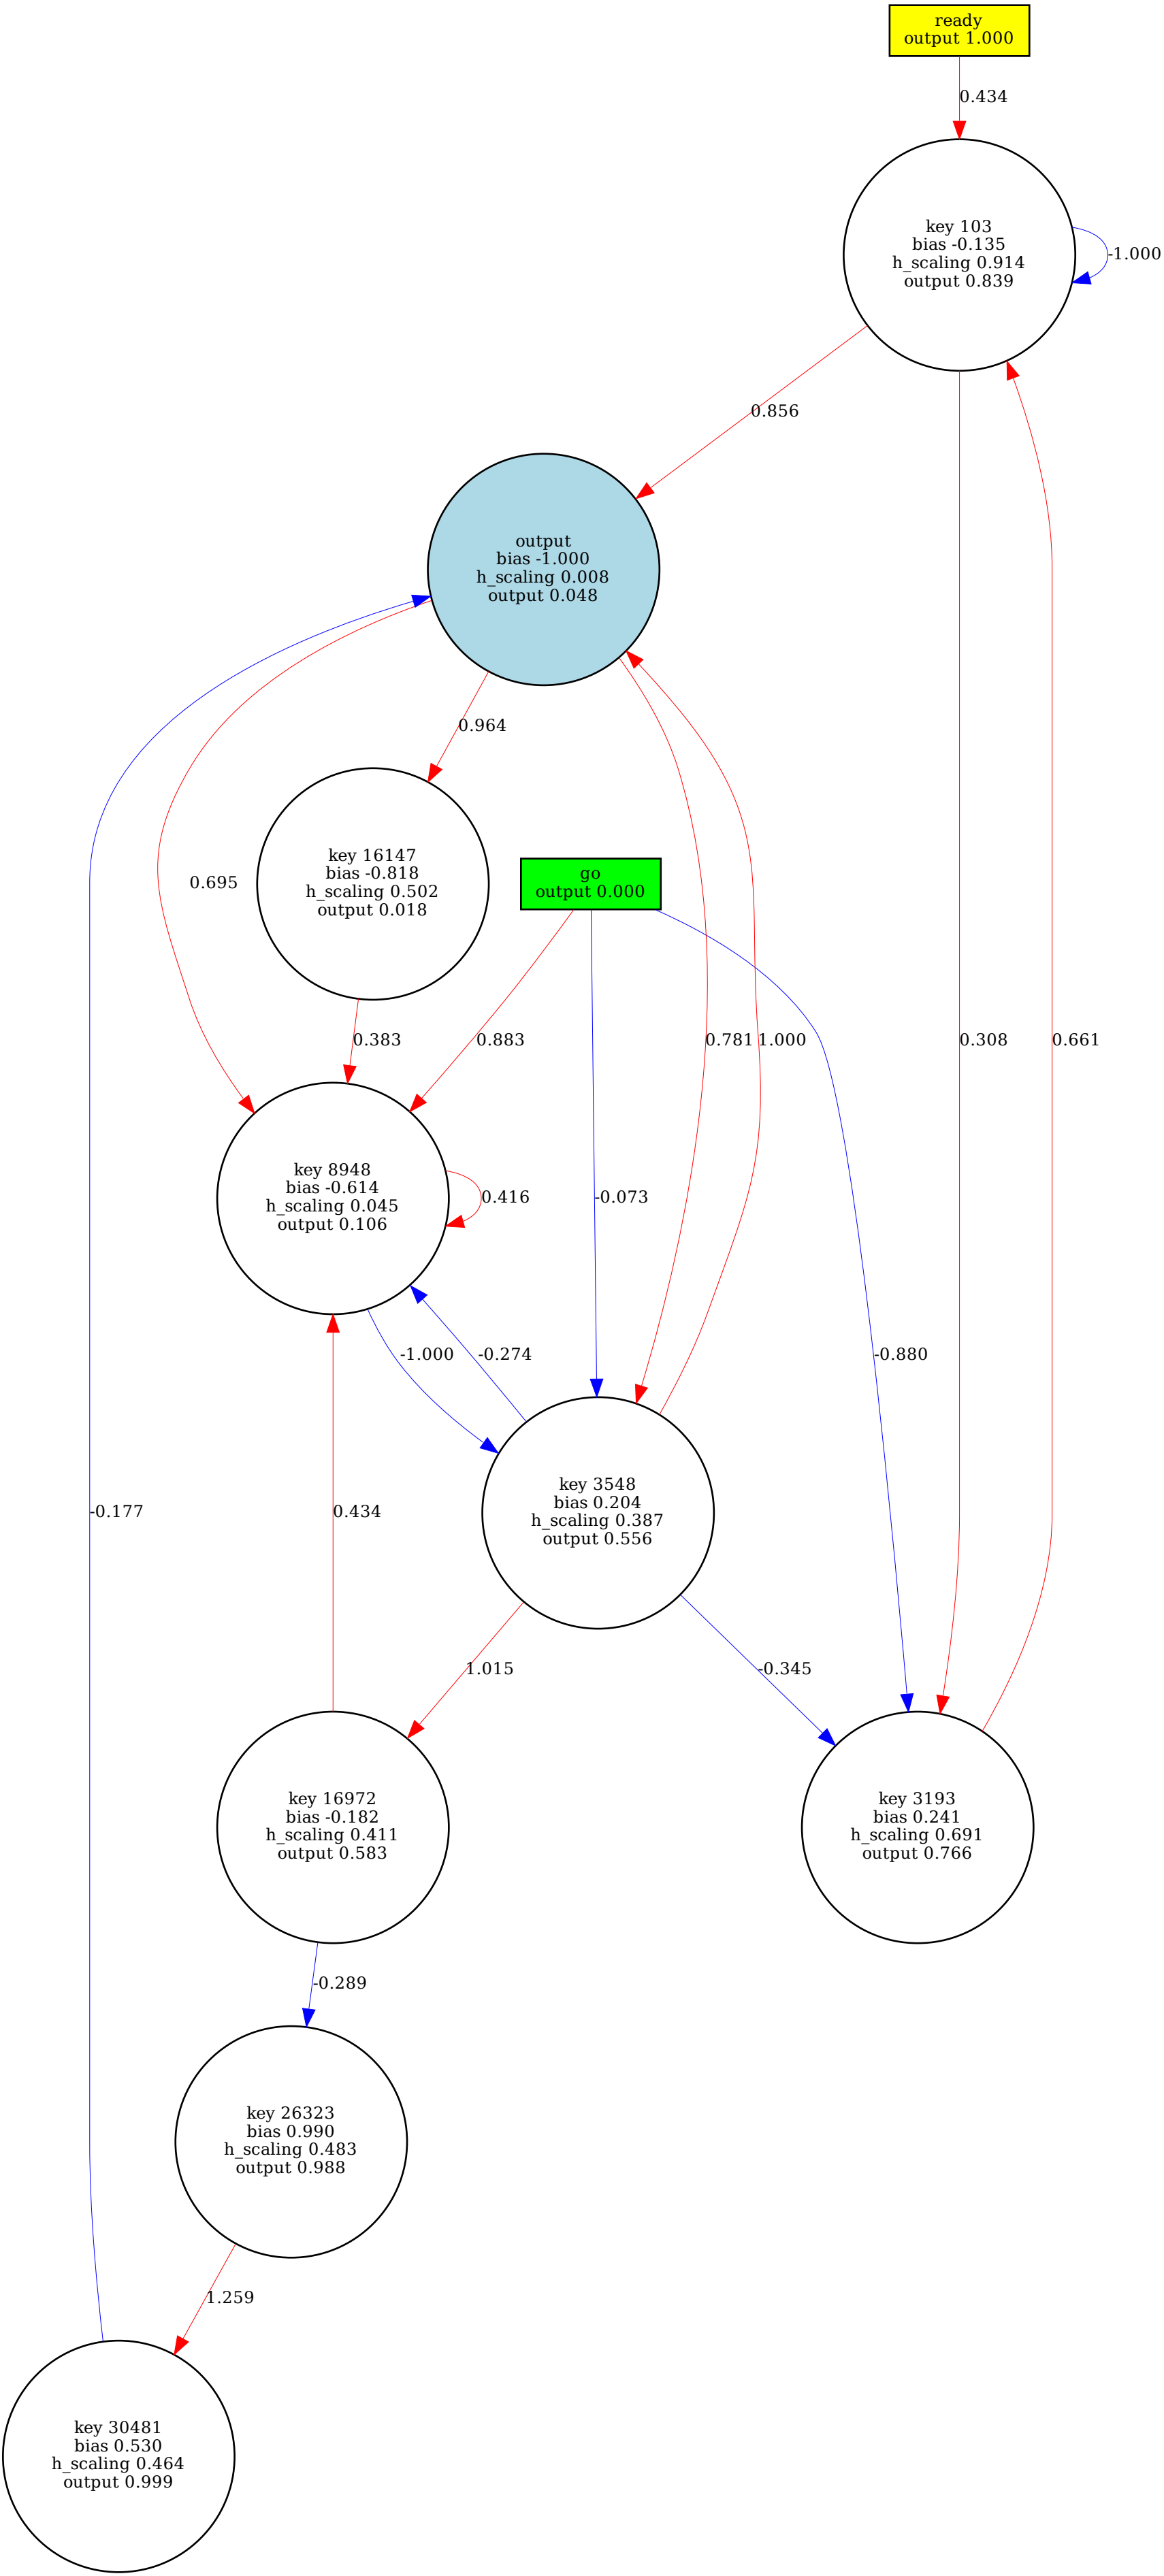 ready
output 1.000
0.434
key 103
bias -0.135
h_scaling 0.914
output 0.839
-1.000
0.856
output
bias -1.000
h_scaling 0.008
output 0.048
0.964
key 16147
bias -0.818
h_scaling 0.502
output 0.018
go
output 0.000
0.695
0.383
0.883
0.781
1.000
0.308
0.661
key 8948
bias -0.614
h_scaling 0.045
output 0.106
0.416
-0.073
-1.000
-0.274
-0.880
key 3548
bias 0.204
h_scaling 0.387
output 0.556
-0.177
0.434
1.015
-0.345
key 16972
bias -0.182
h_scaling 0.411
output 0.583
key 3193
bias 0.241
h_scaling 0.691
output 0.766
-0.289
key 26323
bias 0.990
h_scaling 0.483
output 0.988
1.259
key 30481
bias 0.530
h_scaling 0.464
output 0.999